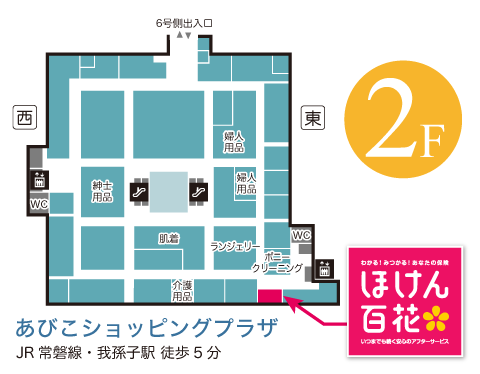 6号側出入口
西
東
2F
婦人
用品
婦人
用品
紳士
用品
WC
肌着
ランジェリー
WC
ポニー
クリーニング
介護
用品
わかる！みつかる！あなたの保険
ほけん
百花
いつまでも続く安心のアフターサービス
あびこショッピングプラザ
JR 常磐線・我孫子駅 徒歩 5 分